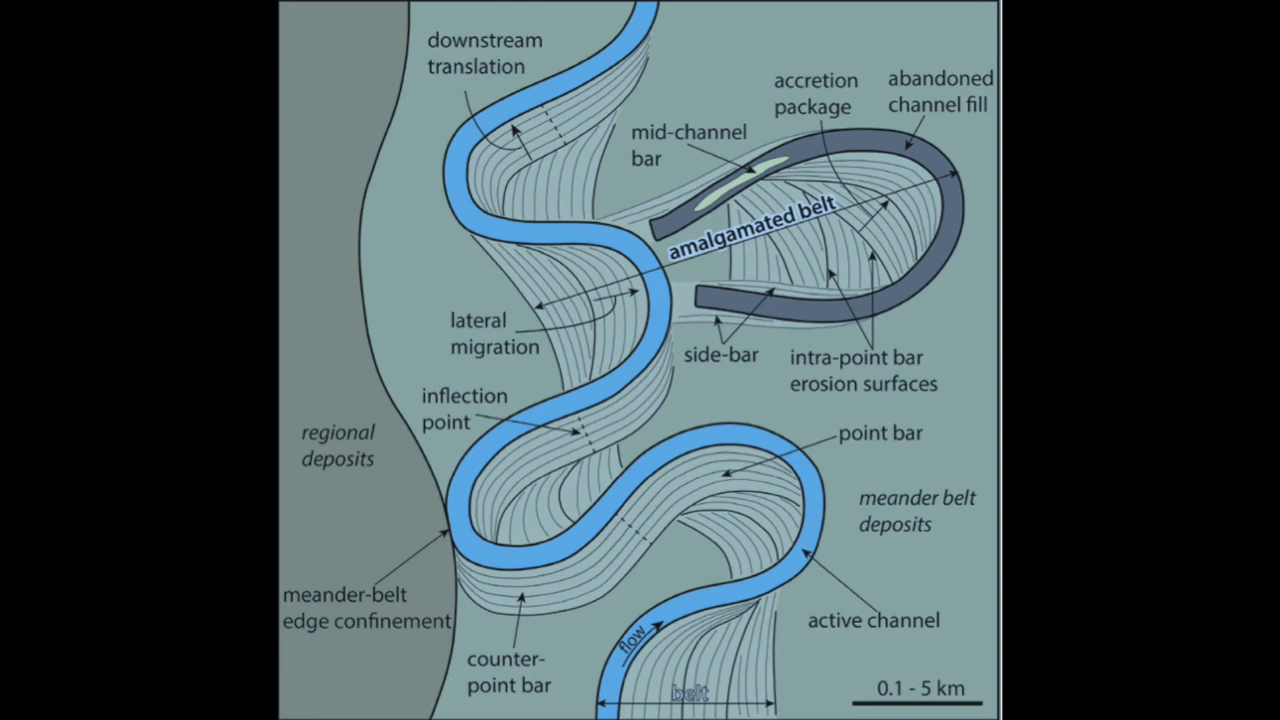 downstream
translation
accretion
package
abandoned
channel fill
mid-channel
bar
amalgamated belt
lateral
migration
side-bar
intra-point bar
erosion surfaces
inflection
point
point bar
regional
deposits
meander belt
deposits
meander-belt
edge confinement
active channel
flow
counter-
point bar
belt
0.1 - 5 km